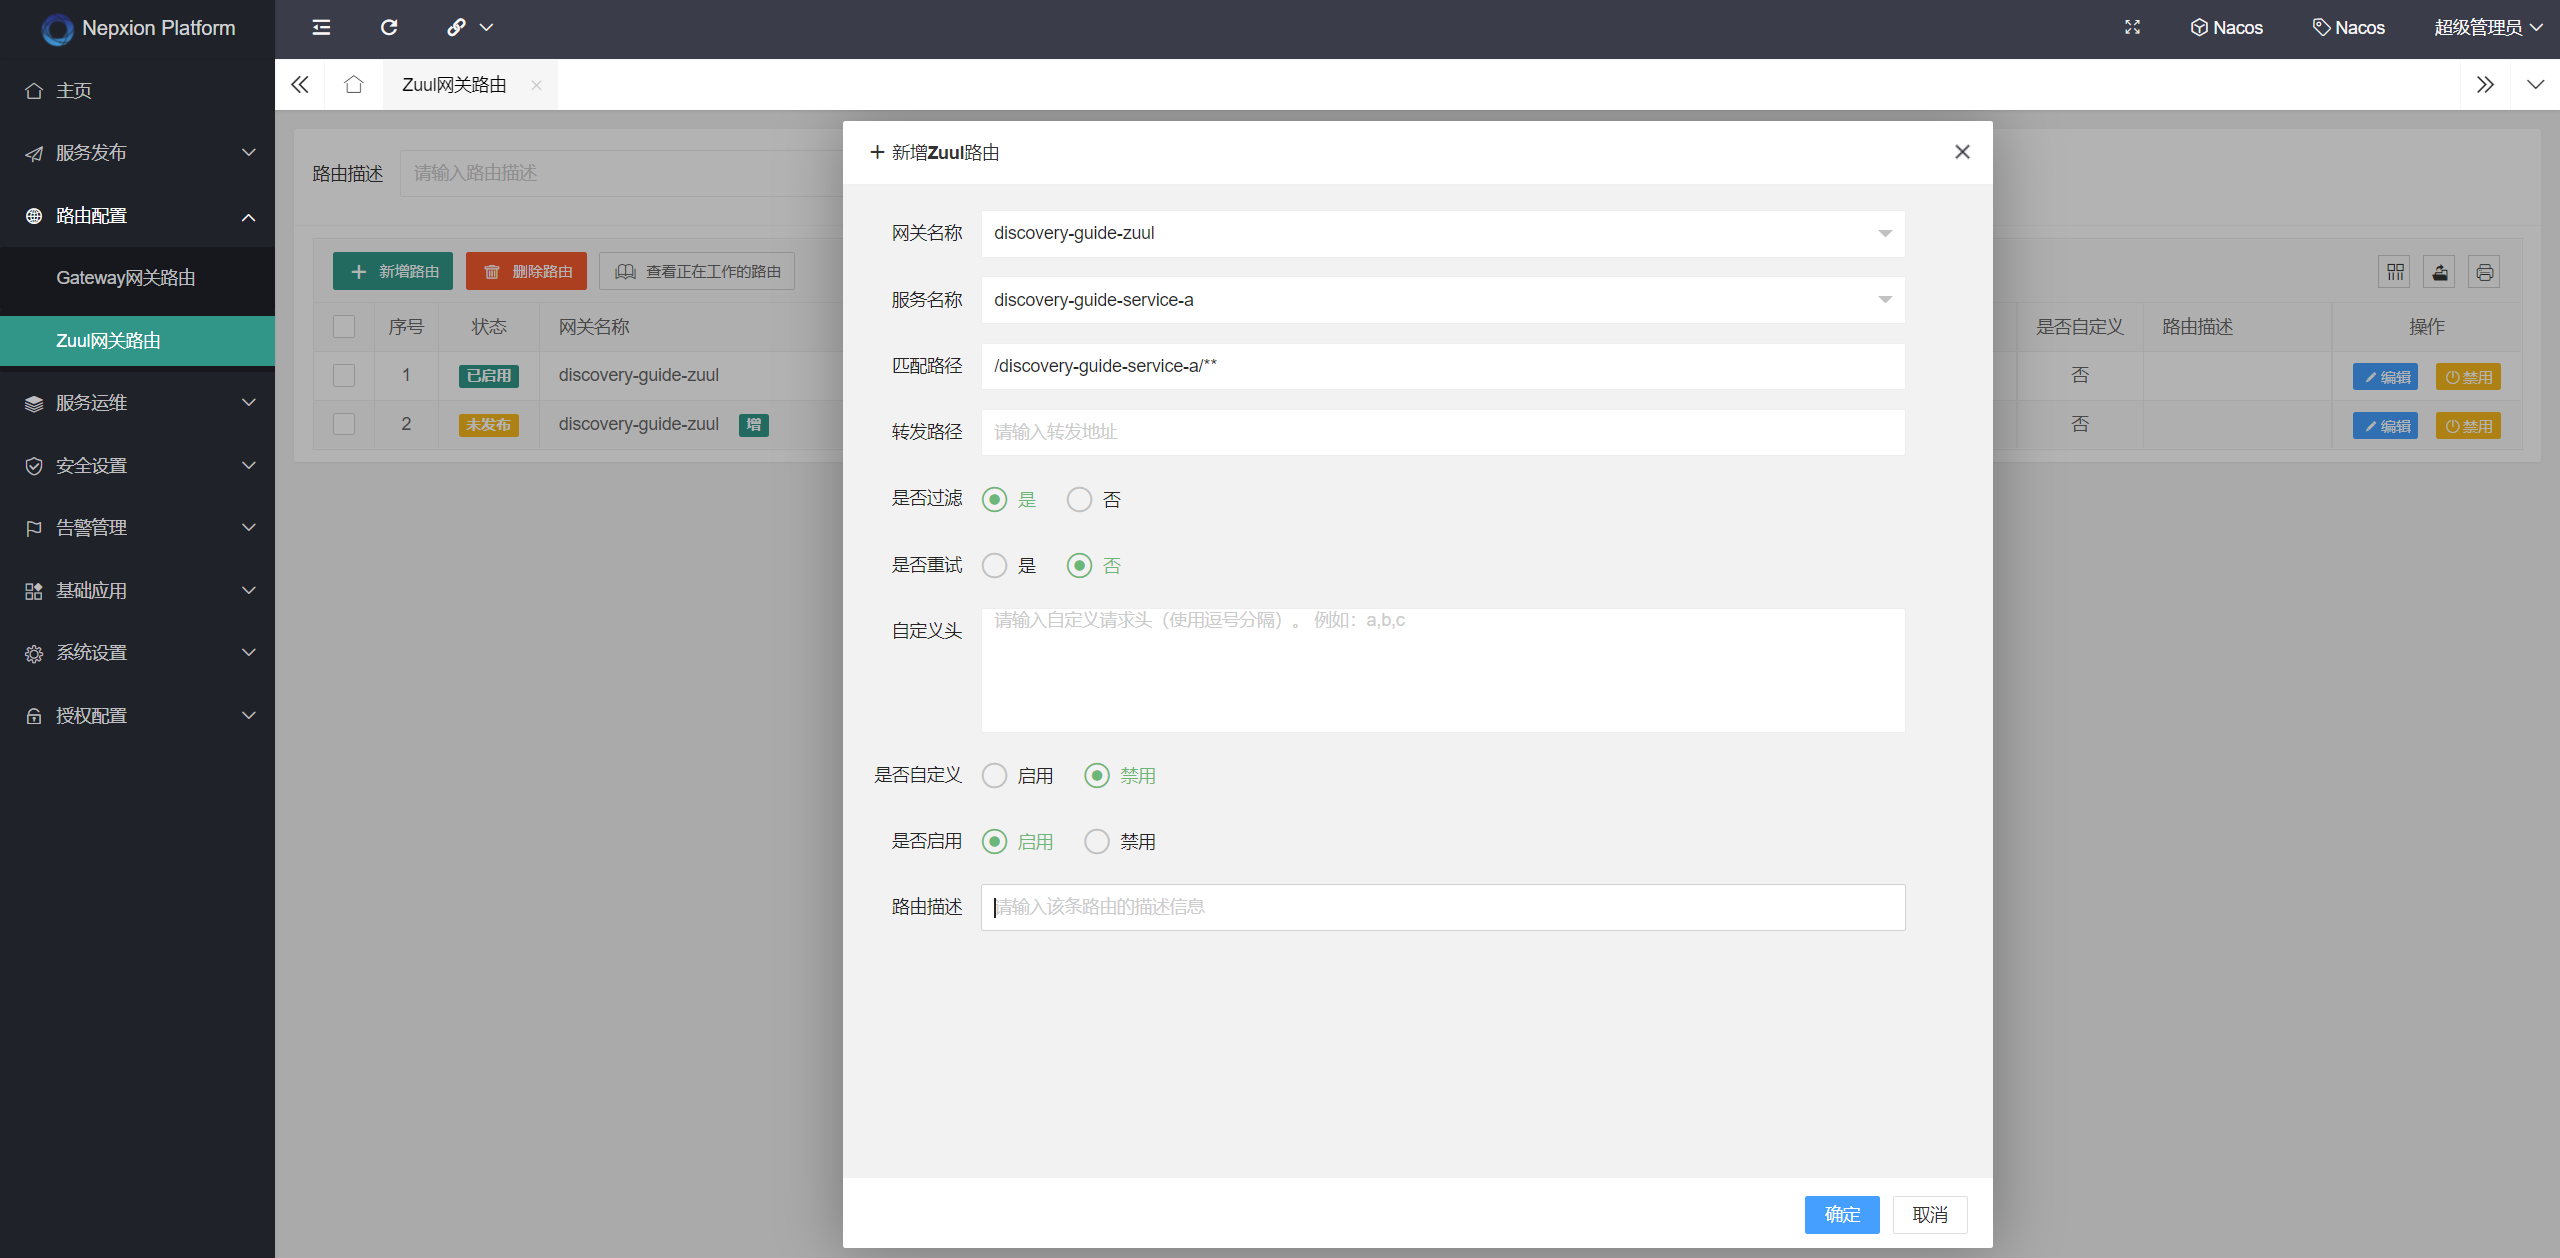 Nepxion Platform
Nacos
Nacos
超级管理员
主页
服务发布
路由配置
Gateway网关路由
Zuul网关路由
服务运维
安全设置
告警管理
基础应用
系统设置
授权配置
Zuul网关路由
路由描述 请输入路由描述
新增路由 删除路由 查看正在工作的路由
序号 状态 网关名称 是否自定义 路由描述 操作
1 已启用 discovery-guide-zuul 否 编辑 禁用
2 未发布 discovery-guide-zuul 增 否 编辑 禁用
新增Zuul路由
网关名称 discovery-guide-zuul
服务名称 discovery-guide-service-a
匹配路径 /discovery-guide-service-a/**
转发路径 请输入转发地址
是否过滤 是 否
是否重试 是 否
自定义头 请输入自定义请求头（使用逗号分隔）。 例如：a,b,c
是否自定义 启用 禁用
是否启用 启用 禁用
路由描述 请输入该条路由的描述信息
确定 取消